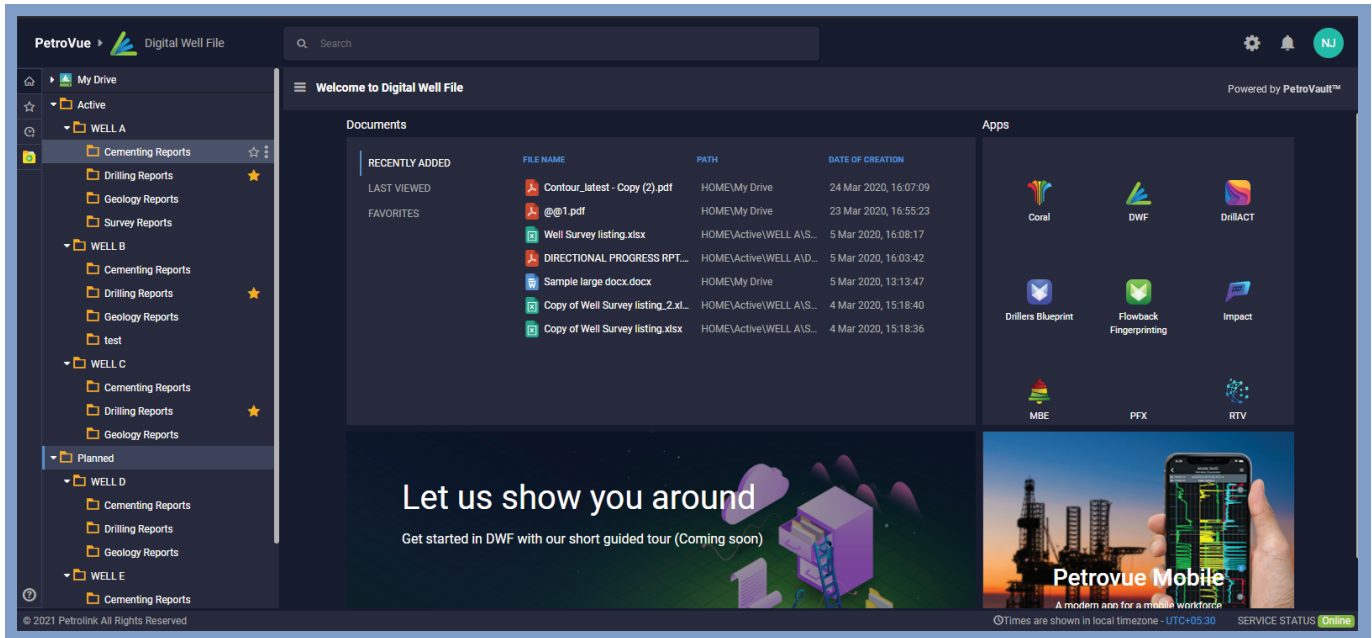 PetroVue Digital Well File
Search
NJ
My Drive
Active
WELL A
Cementing Reports
Drilling Reports
Geology Reports
Survey Reports
WELL B
Cementing Reports
Drilling Reports
Geology Reports
test
WELL C
Cementing Reports
Drilling Reports
Geology Reports
Planned
WELL D
Cementing Reports
Drilling Reports
Geology Reports
WELL E
Cementing Reports
Welcome to Digital Well File
Powered by PetroVault™
Documents
RECENTLY ADDED
LAST VIEWED
FAVORITES
FILE NAME PATH DATE OF CREATION
Contour_latest - Copy (2).pdf HOME\My Drive 24 Mar 2020, 16:07:09
@@1.pdf HOME\My Drive 23 Mar 2020, 16:55:23
Well Survey listing.xlsx HOME\Active\WELL A\S... 5 Mar 2020, 16:08:17
DIRECTIONAL PROGRESS RPT.... HOME\Active\WELL A\D... 5 Mar 2020, 16:03:42
Sample large docx.docx HOME\My Drive 5 Mar 2020, 13:13:47
Copy of Well Survey listing_2.xl... HOME\Active\WELL A\S... 4 Mar 2020, 15:18:40
Copy of Well Survey listing.xlsx HOME\Active\WELL A\S... 4 Mar 2020, 15:18:36
Apps
Coral DWF DrillACT
Drillers Blueprint Flowback Impact
Fingerprinting
MBE PFX RTV
Let us show you around
Get started in DWF with our short guided tour (Coming soon)
Petrovue Mobile
A modern app for a mobile workforce
© 2021 Petrolink All Rights Reserved
Times are shown in local timezone - UTC+05:30 SERVICE STATUS Online